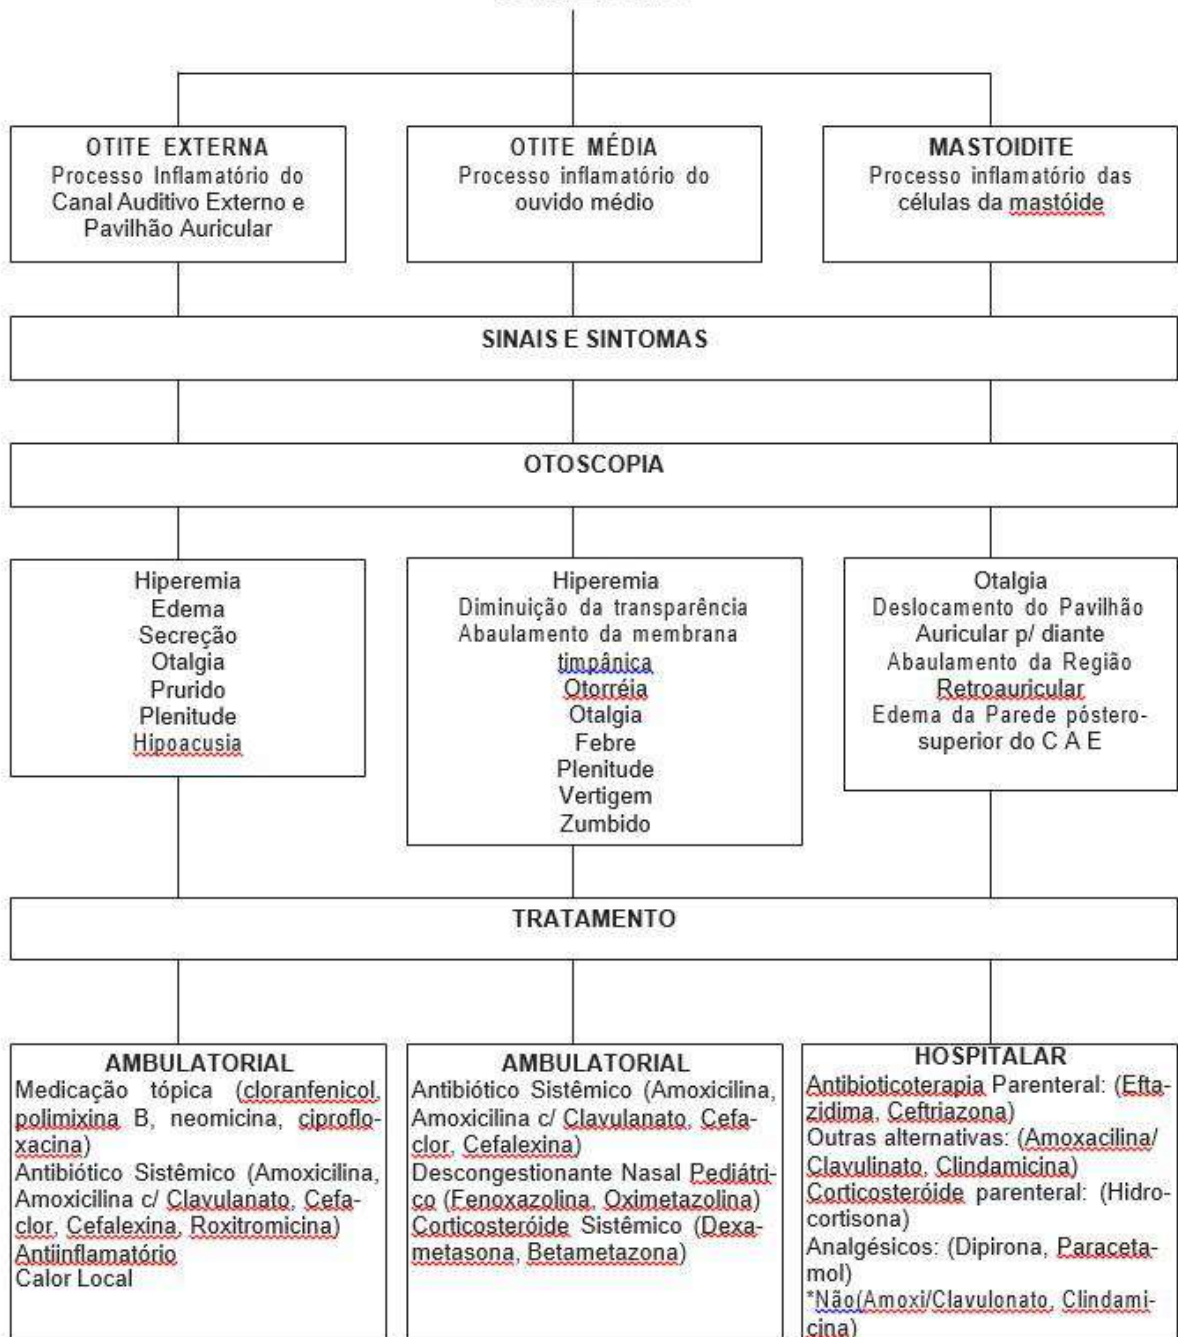 OTITE EXTERNA
Processo Inflamatório do
Canal Auditivo Externo e
Pavilhão Auricular
OTITE MÉDIA
Processo inflamatório do
ouvido médio
MASTOIDITE
Processo inflamatório das
células da mastóide
SINAIS E SINTOMAS
OTOSCOPIA
Hiperemia
Edema
Secreção
Otalgia
Prurido
Plenitude
Hipoacusia
Hiperemia
Diminuição da transparência
Abaulamento da membrana
timpânica
Otorréia
Otalgia
Febre
Plenitude
Vertigem
Zumbido
Otalgia
Deslocamento do Pavilhão
Auricular p/ diante
Abaulamento da Região
Retroauricular
Edema da Parede póstero-
superior do C A E
TRATAMENTO
AMBULATORIAL
Medicação tópica (cloranfenicol,
polimixina B, neomicina, ciproflo-
xacina)
Antibiótico Sistêmico (Amoxicilina,
Amoxicilina c/ Clavulanato, Cefa-
clor, Cefalexina, Roxitromicina)
Antiinflamatório
Calor Local
AMBULATORIAL
Antibiótico Sistêmico (Amoxicilina,
Amoxicilina c/ Clavulanato, Cefa-
clor, Cefalexina)
Descongestionante Nasal Pediátri-
co (Fenoxazolina, Oximetazolina)
Corticosteróide Sistêmico (Dexa-
metasona, Betametazona)
HOSPITALAR
Antibioticoterapia Parenteral: (Efta-
zidima, Ceftriazona)
Outras alternativas: (Amoxacilina/
Clavulinato, Clindamicina)
Corticosteróide parenteral: (Hidro-
cortisona)
Analgésicos: (Dipirona, Paraceta-
mol)
*Não(Amoxi/Clavulonato, Clindami-
cina)